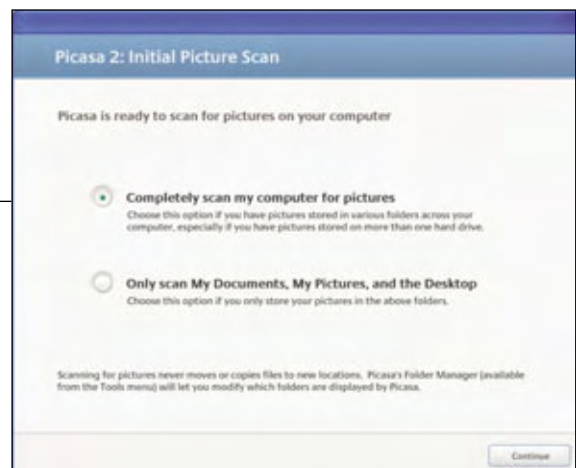 Picasa 2: Initial Picture Scan
Picasa is ready to scan for pictures on your computer
Completely scan my computer for pictures
Choose this option if you have pictures stored in various folders across your
computer, especially if you have pictures stored on more than one hard drive.
Only scan My Documents, My Pictures, and the Desktop
Choose this option if you only store your pictures in the above folders.
Scanning for pictures never moves or copies files to new locations. Picasa's Folder Manager (available
from the Tools menu) will let you modify which folders are displayed by Picasa.
Continue